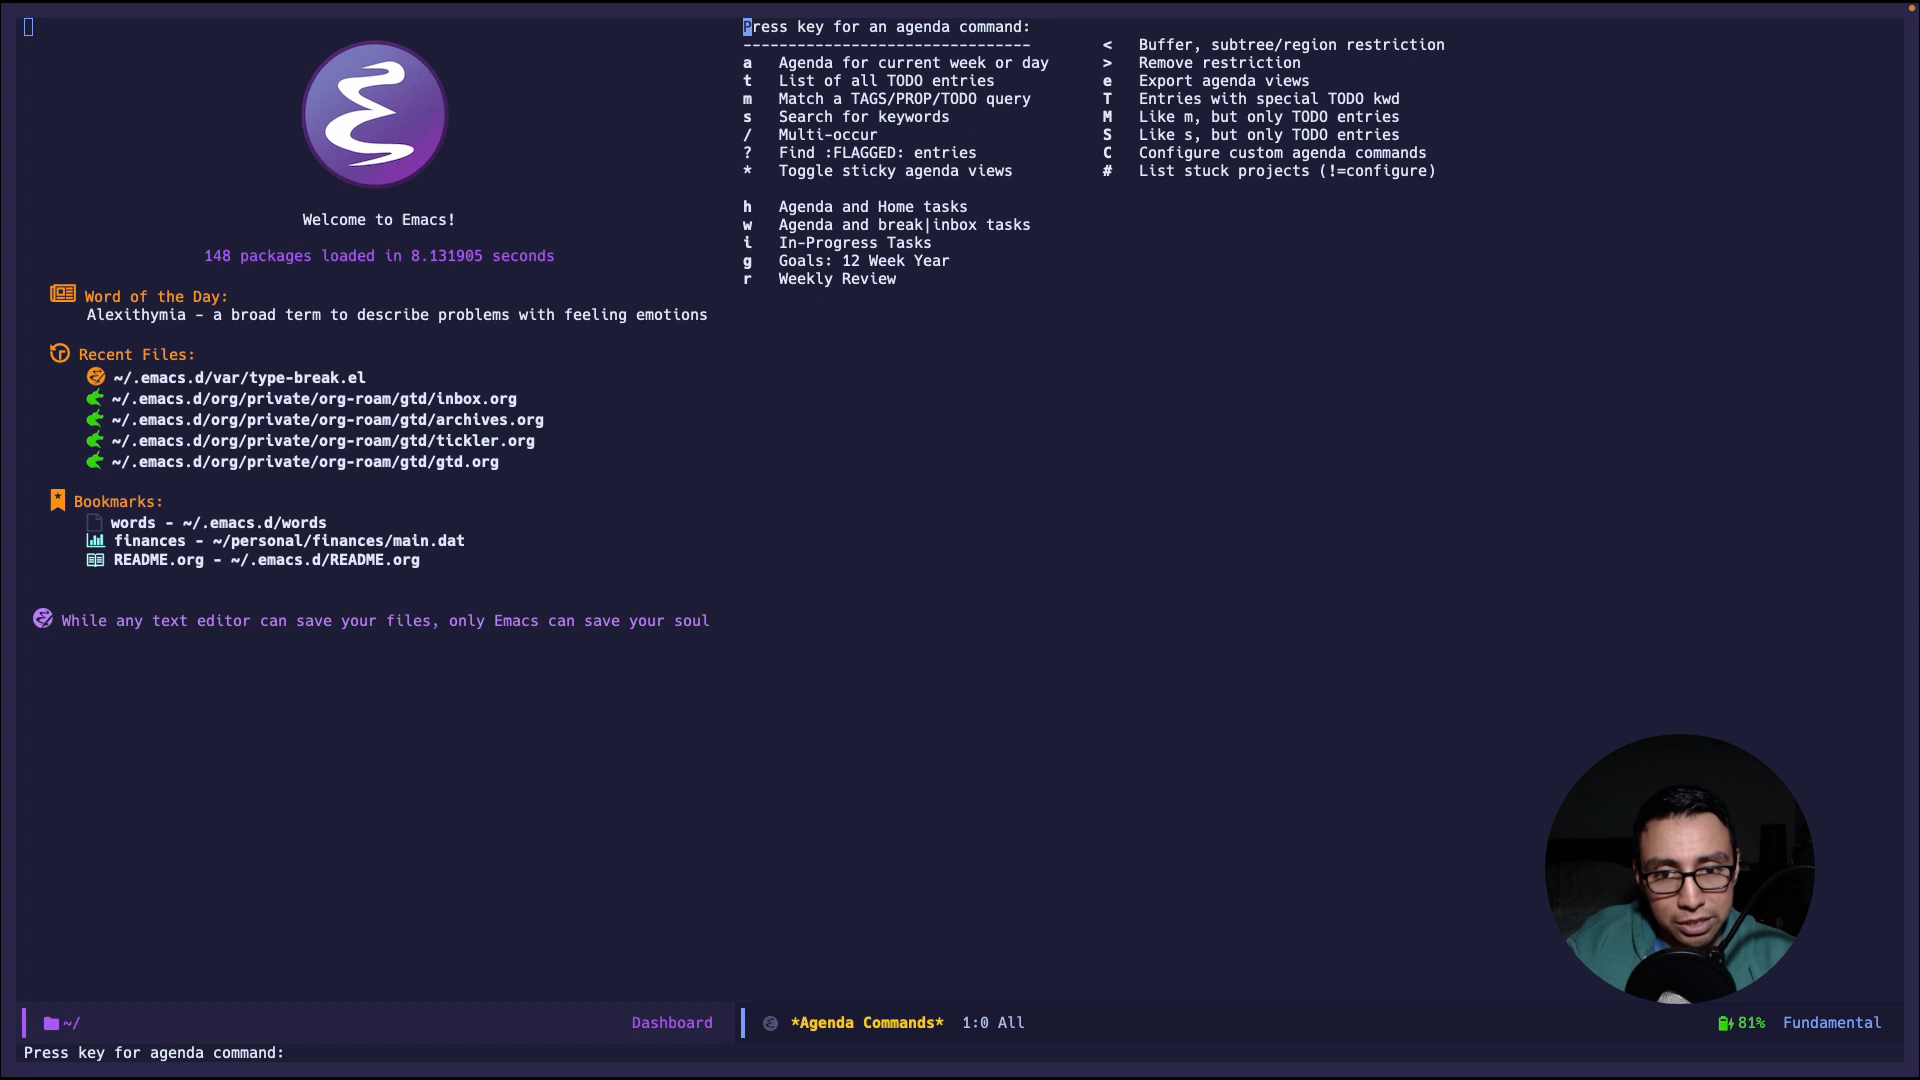 Welcome to Emacs!
148 packages loaded in 8.131905 seconds
Word of the Day:
Alexithymia - a broad term to describe problems with feeling emotions
Recent Files:
~/.emacs.d/var/type-break.el
~/.emacs.d/org/private/org-roam/gtd/inbox.org
~/.emacs.d/org/private/org-roam/gtd/archives.org
~/.emacs.d/org/private/org-roam/gtd/tickler.org
~/.emacs.d/org/private/org-roam/gtd/gtd.org
Bookmarks:
words - ~/.emacs.d/words
finances - ~/personal/finances/main.dat
README.org - ~/.emacs.d/README.org
While any text editor can save your files, only Emacs can save your soul
~/ Dashboard
Press key for an agenda command:
--------------------------------
a Agenda for current week or day
t List of all TODO entries
m Match a TAGS/PROP/TODO query
s Search for keywords
/ Multi-occur
? Find :FLAGGED: entries
* Toggle sticky agenda views
< Buffer, subtree/region restriction
> Remove restriction
e Export agenda views
T Entries with special TODO kwd
M Like m, but only TODO entries
S Like s, but only TODO entries
C Configure custom agenda commands
# List stuck projects (!=configure)
h Agenda and Home tasks
w Agenda and break|inbox tasks
i In-Progress Tasks
g Goals: 12 Week Year
r Weekly Review
*Agenda Commands* 1:0 All 81% Fundamental
Press key for agenda command: